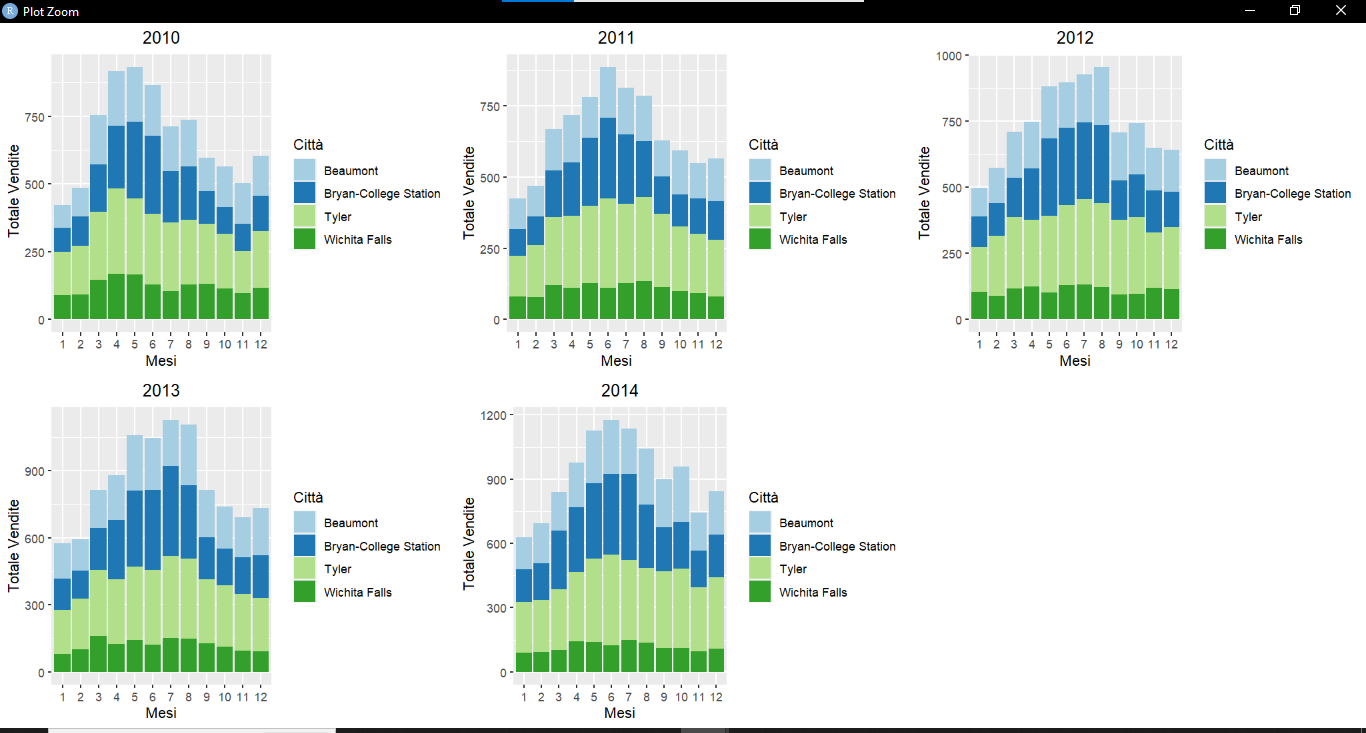 Plot Zoom
2010
Totale Vendite
750
500
250
0
1 2 3 4 5 6 7 8 9 10 11 12
Mesi
Città
Beaumont
Bryan-College Station
Tyler
Wichita Falls
2011
Totale Vendite
750
500
250
0
1 2 3 4 5 6 7 8 9 10 11 12
Mesi
Città
Beaumont
Bryan-College Station
Tyler
Wichita Falls
2012
Totale Vendite
1000
750
500
250
0
1 2 3 4 5 6 7 8 9 10 11 12
Mesi
Città
Beaumont
Bryan-College Station
Tyler
Wichita Falls
2013
Totale Vendite
900
600
300
0
1 2 3 4 5 6 7 8 9 10 11 12
Mesi
Città
Beaumont
Bryan-College Station
Tyler
Wichita Falls
2014
Totale Vendite
1200
900
600
300
0
1 2 3 4 5 6 7 8 9 10 11 12
Mesi
Città
Beaumont
Bryan-College Station
Tyler
Wichita Falls